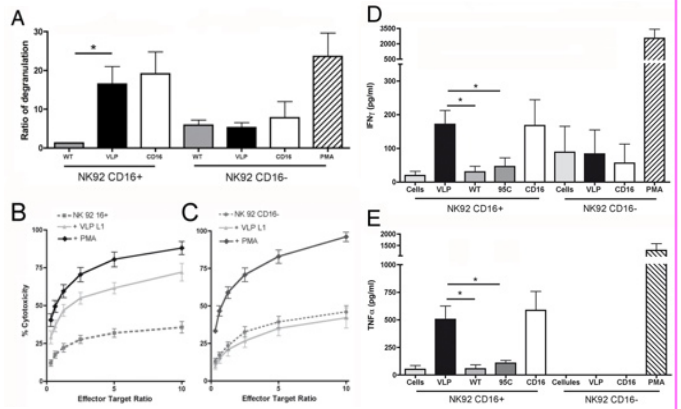 A
Ratio of degranulation
30
20
10
0
*
WT VLP CD16 WT VLP CD16 PMA
NK92 CD16+ NK92 CD16-
B
% Cytotoxicity
100
75
50
25
0
NK 92 16+
+ VLP L1
+ PMA
0 5 10
Effector Target Ratio
C
100
75
50
25
0
NK92 CD16-
+ VLP L1
+ PMA
0 5 10
Effector Target Ratio
D
IFNγ (pg/ml)
4500
2500
500
300
200
100
0
*
*
Cells VLP WT 95C CD16 Cells VLP CD16 PMA
NK92 CD16+ NK92 CD16-
E
TNFα (pg/ml)
2000
1500
1000
750
500
250
0
*
*
Cells VLP WT 95C CD16 Cellules VLP CD16 PMA
NK92 CD16+ NK92 CD16-